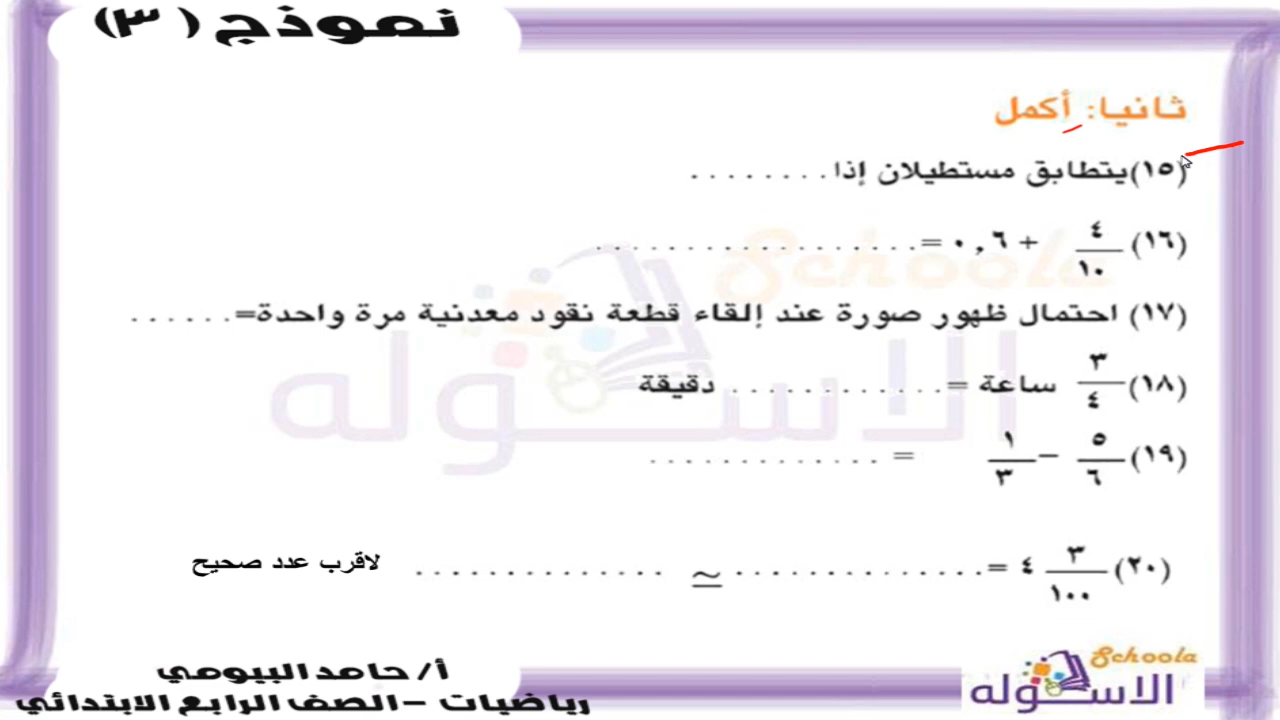 نموذج (٣)
ثانيا: أكمل
(١٥) يتطابق مستطيلان إذا ........
(١٦) ٤/١٠ + ٠,٦ = ..................
(١٧) احتمال ظهور صورة عند إلقاء قطعة نقود معدنية مرة واحدة= ......
(١٨) ٣/٤ ساعة = ............ دقيقة
(١٩) ٥/٦ – ١/٣ = .............
(٢٠) ٤ ٣/١٠٠ = .............. ≃ .............. لاقرب عدد صحيح
أ/ حامد البيومي
رياضيات – الصف الرابع الابتدائي
Schoola
الاسكوله